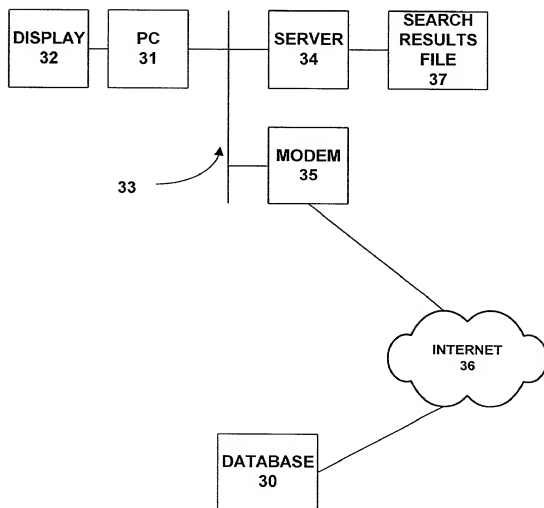 DISPLAY
32
PC
31
SERVER
34
SEARCH
RESULTS
FILE
37
MODEM
35
33
INTERNET
36
DATABASE
30